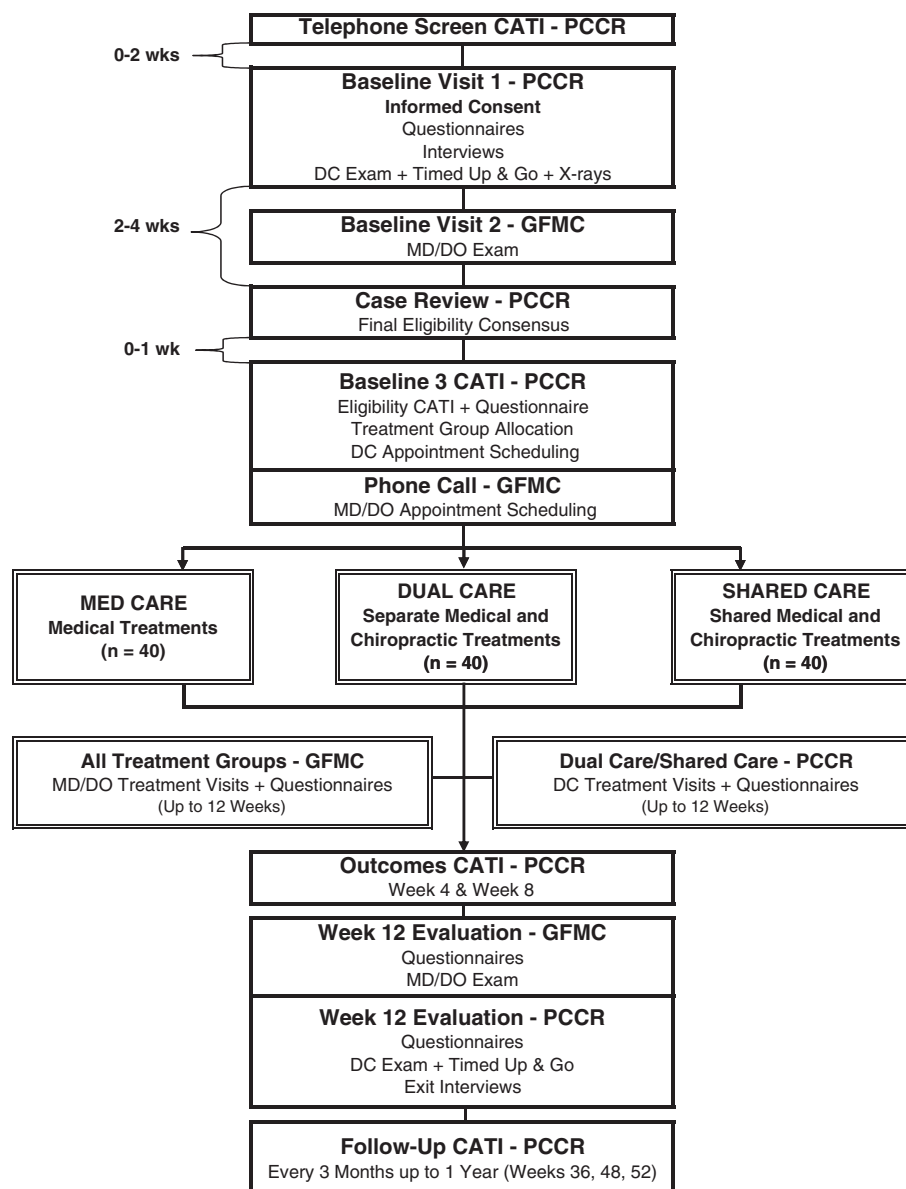 Telephone Screen CATI - PCCR
0-2 wks
Baseline Visit 1 - PCCR
Informed Consent
Questionnaires
Interviews
DC Exam + Timed Up & Go + X-rays
2-4 wks
Baseline Visit 2 - GFMC
MD/DO Exam
Case Review - PCCR
Final Eligibility Consensus
0-1 wk
Baseline 3 CATI - PCCR
Eligibility CATI + Questionnaire
Treatment Group Allocation
DC Appointment Scheduling
Phone Call - GFMC
MD/DO Appointment Scheduling
MED CARE
Medical Treatments
(n = 40)
DUAL CARE
Separate Medical and
Chiropractic Treatments
(n = 40)
SHARED CARE
Shared Medical and
Chiropractic Treatments
(n = 40)
All Treatment Groups - GFMC
MD/DO Treatment Visits + Questionnaires
(Up to 12 Weeks)
Dual Care/Shared Care - PCCR
DC Treatment Visits + Questionnaires
(Up to 12 Weeks)
Outcomes CATI - PCCR
Week 4 & Week 8
Week 12 Evaluation - GFMC
Questionnaires
MD/DO Exam
Week 12 Evaluation - PCCR
Questionnaires
DC Exam + Timed Up & Go
Exit Interviews
Follow-Up CATI - PCCR
Every 3 Months up to 1 Year (Weeks 36, 48, 52)